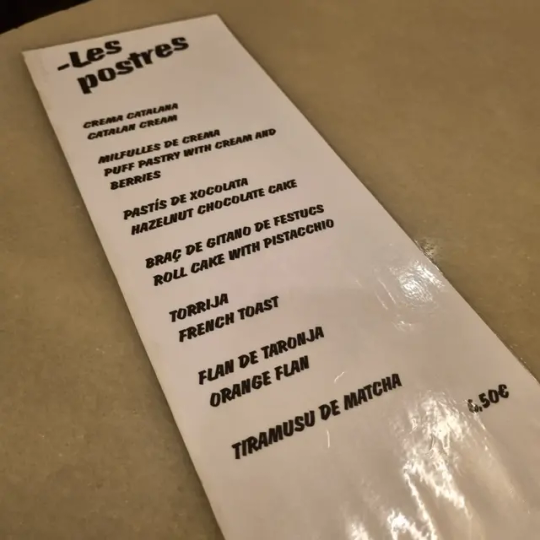 -Les
postres
CREMA CATALANA
CATALAN CREAM
MILFULLES DE CREMA
PUFF PASTRY WITH CREAM AND
BERRIES
PASTÍS DE XOCOLATA
HAZELNUT CHOCOLATE CAKE
BRAÇ DE GITANO DE FESTUCS
ROLL CAKE WITH PISTACCHIO
TORRIJA
FRENCH TOAST
FLAN DE TARONJA
ORANGE FLAN
TIRAMUSU DE MATCHA